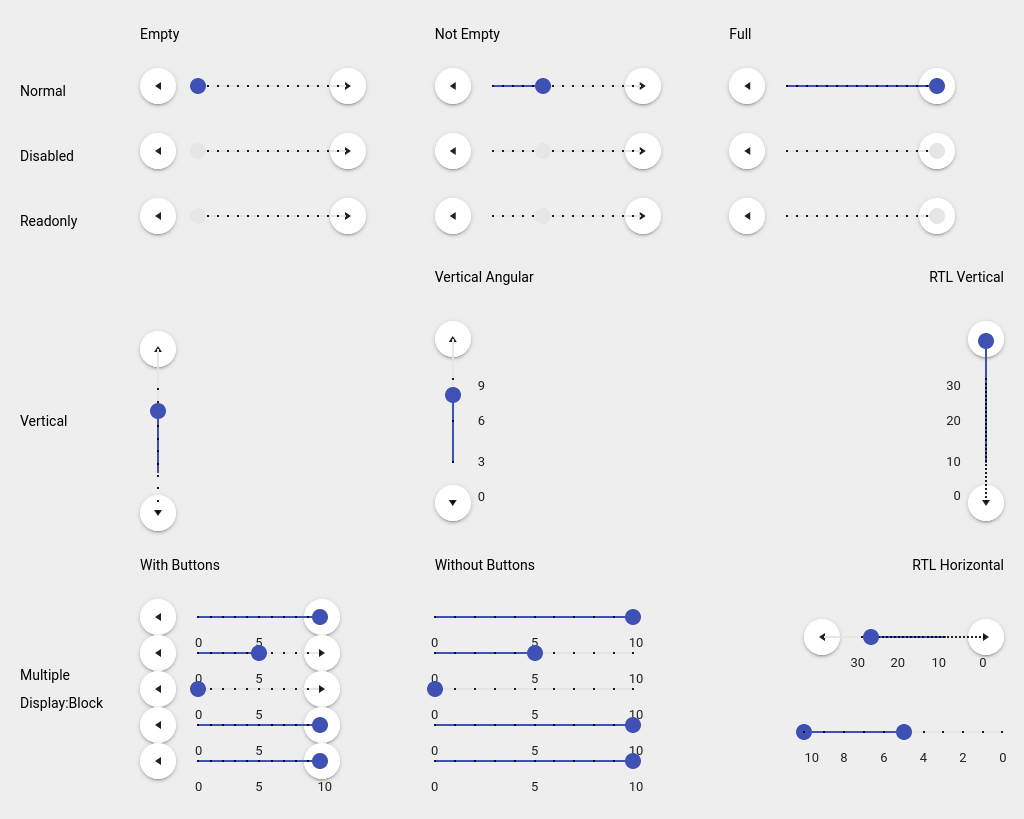 Empty Not Empty Full
Normal
Disabled
Readonly
Vertical Angular RTL Vertical
9 30
Vertical 6 20
3 10
0 0
With Buttons Without Buttons RTL Horizontal
0 5 0 5 10
30 20 10 0
Multiple
0 5 0 5 10
Display:Block
0 5 0 5 10
0 5 0 5 10
10 8 6 4 2 0
0 5 10 0 5 10